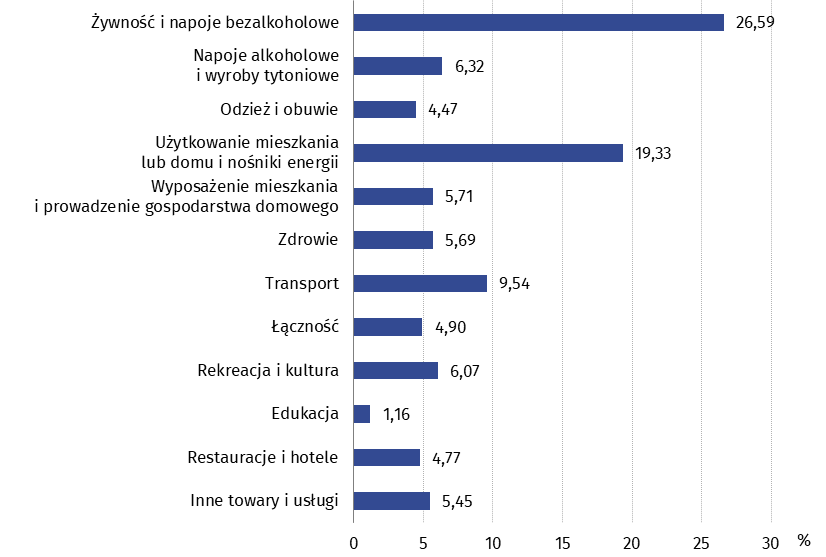 Żywność i napoje bezalkoholowe
26,59
Napoje alkoholowe
i wyroby tytoniowe
6,32
Odzież i obuwie
4,47
Użytkowanie mieszkania
lub domu i nośniki energii
19,33
Wyposażenie mieszkania
i prowadzenie gospodarstwa domowego
5,71
Zdrowie
5,69
Transport
9,54
Łączność
4,90
Rekreacja i kultura
6,07
Edukacja
1,16
Restauracje i hotele
4,77
Inne towary i usługi
5,45
0 5 10 15 20 25 30 %